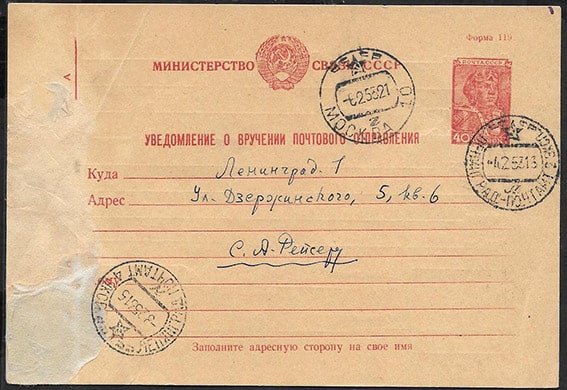 Форма 119.
МИНИСТЕРСТВО СВЯЗИ СССР
ПОЧТА СССР
40
МОСКВА
УВЕДОМЛЕНИЕ О ВРУЧЕНИИ ПОЧТОВОГО ОТПРАВЛЕНИЯ
Куда Ленинград. 1
Адрес Ул. Дзержинского, 5, кв. 6
С. А. Рейсер
Заполните адресную сторону на свое имя